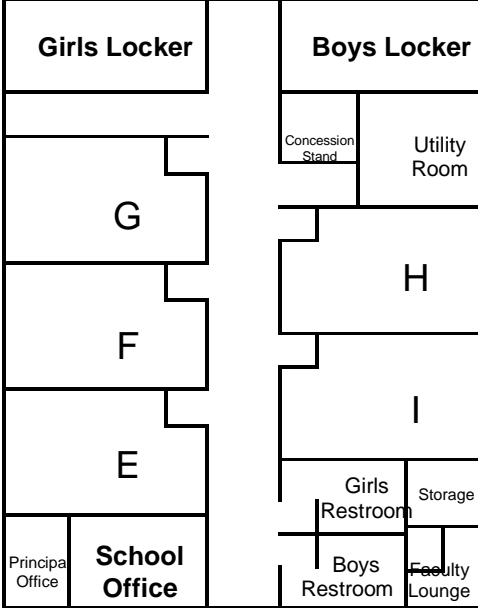 Girls Locker
Boys Locker
Concession
Stand
Utility
Room
G
H
F
I
E
Girls
Restroom
Storage
Principa
Office
School
Office
Boys
Restroom
Faculty
Lounge